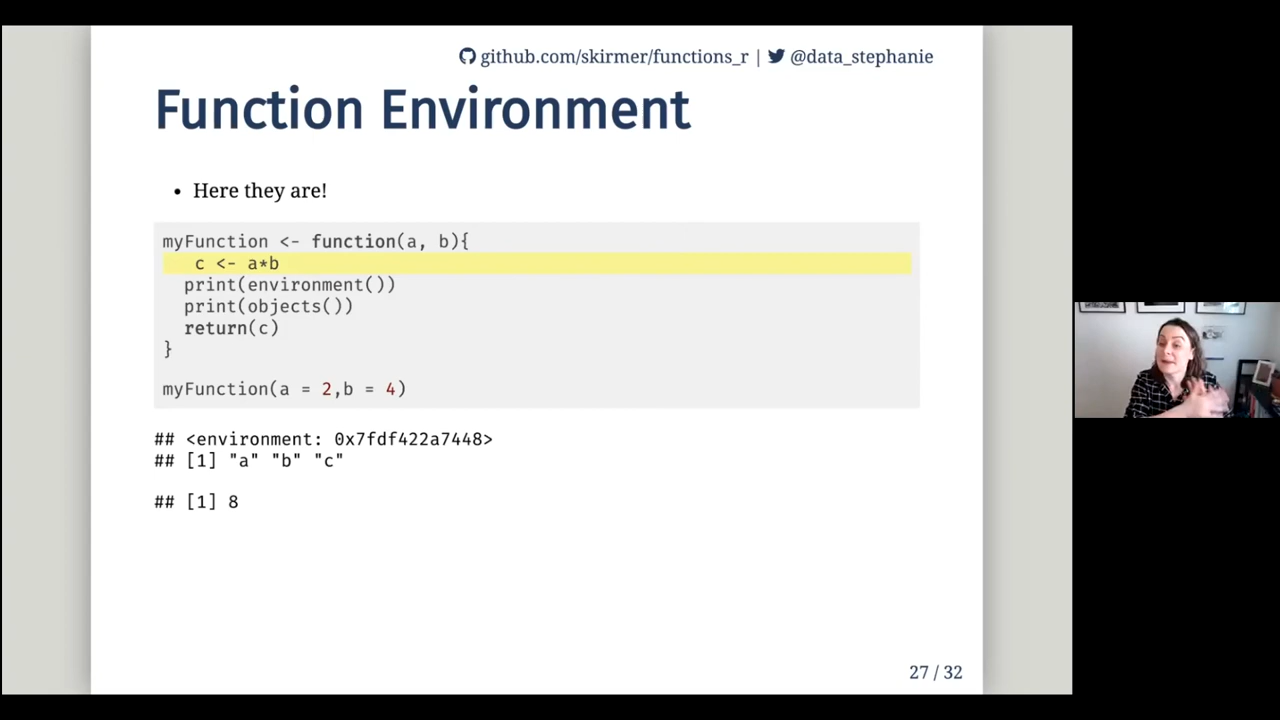 github.com/skirmer/functions_r | @data_stephanie
Function Environment
• Here they are!
myFunction <- function(a, b){
c <- a*b
print(environment())
print(objects())
return(c)
}
myFunction(a = 2,b = 4)
## <environment: 0x7fdf422a7448>
## [1] "a" "b" "c"
## [1] 8
27 / 32